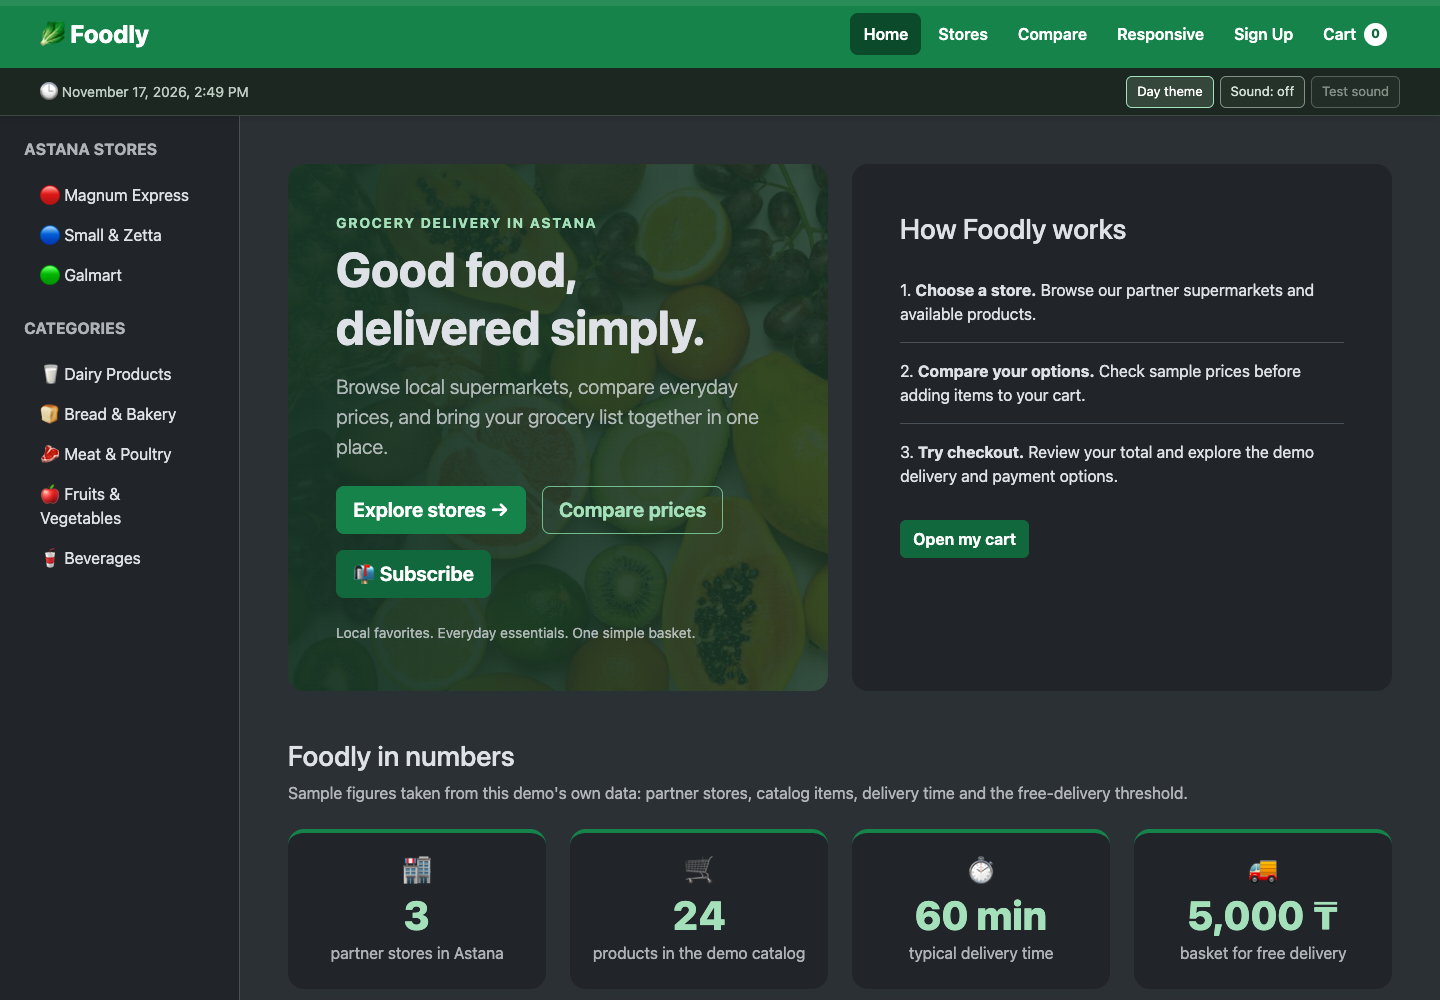 Foodly
Home
Stores
Compare
Responsive
Sign Up
Cart 0
November 17, 2026, 2:49 PM
Day theme
Sound: off
Test sound
ASTANA STORES
Magnum Express
Small & Zetta
Galmart
CATEGORIES
Dairy Products
Bread & Bakery
Meat & Poultry
Fruits &
Vegetables
Beverages
GROCERY DELIVERY IN ASTANA
Good food,
delivered simply.
Browse local supermarkets, compare everyday
prices, and bring your grocery list together in one
place.
Explore stores →
Compare prices
Subscribe
Local favorites. Everyday essentials. One simple basket.
How Foodly works
1. Choose a store. Browse our partner supermarkets and
available products.
2. Compare your options. Check sample prices before
adding items to your cart.
3. Try checkout. Review your total and explore the demo
delivery and payment options.
Open my cart
Foodly in numbers
Sample figures taken from this demo's own data: partner stores, catalog items, delivery time and the free-delivery threshold.
3
partner stores in Astana
24
products in the demo catalog
60 min
typical delivery time
5,000 ₸
basket for free delivery